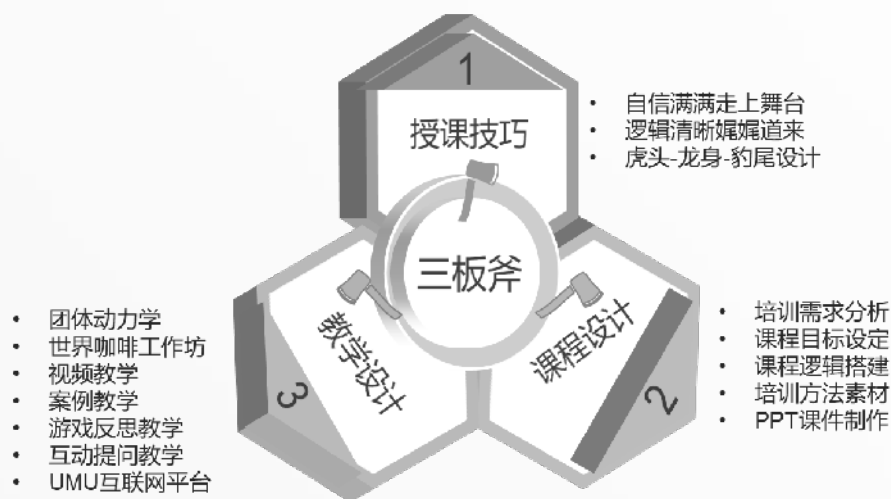 1
授课技巧
自信满满走上舞台
逻辑清晰娓娓道来
虎头-龙身-豹尾设计
三板斧
课程设计
2
培训需求分析
课程目标设定
课程逻辑搭建
培训方法素材
PPT课件制作
教学设计
3
团体动力学
世界咖啡工作坊
视频教学
案例教学
游戏反思教学
互动提问教学
UMU互联网平台